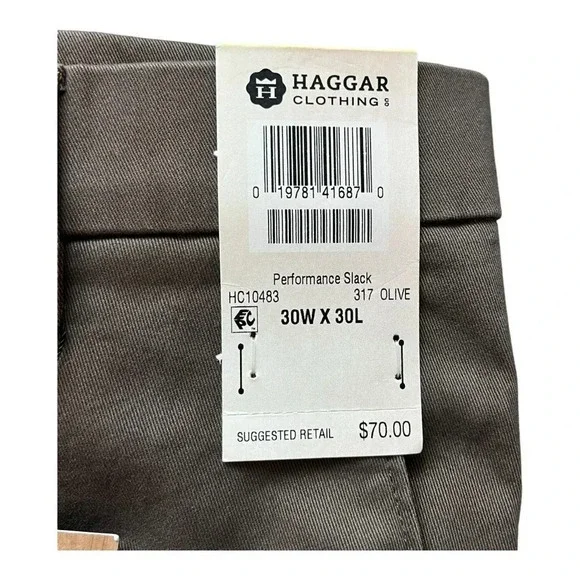 H
HAGGAR
CLOTHING CO
0 19781 41687 0
Performance Slack
HC10483 317 OLIVE
30W X 30L
SUGGESTED RETAIL $70.00